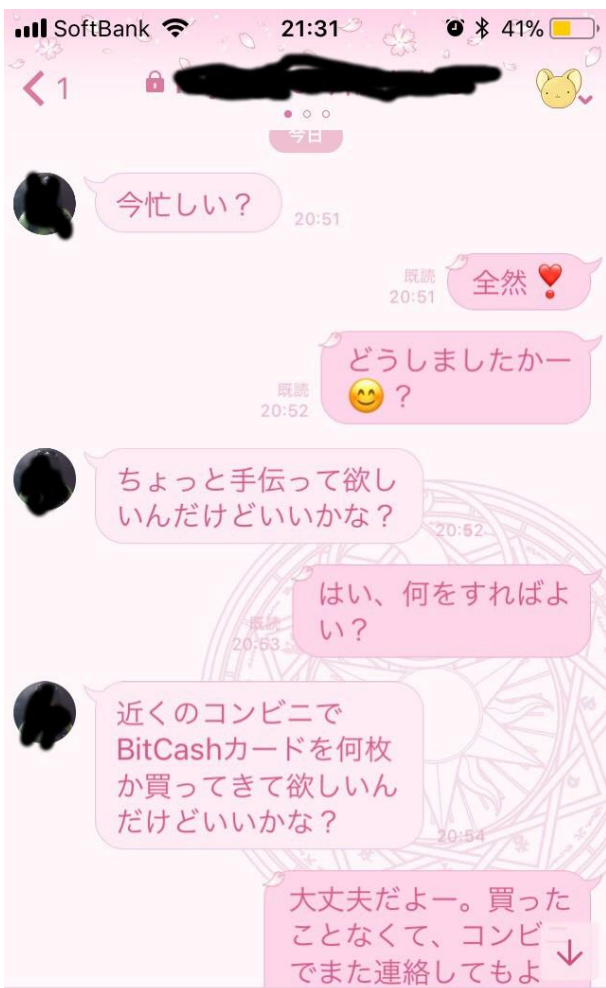 SoftBank 21:31 41%
1
今日
今忙しい？
20:51
全然❣️
既読
20:51
どうしましたかー
😊？
既読
20:52
ちょっと手伝って欲し
いんだけどいいかな？
20:52
はい、何をすればよ
い？
既読
20:53
近くのコンビニで
BitCashカードを何枚
か買ってきて欲しいん
だけどいいかな？
20:54
大丈夫だよー。買った
ことなくて、コンビニ
でまた連絡してもよ